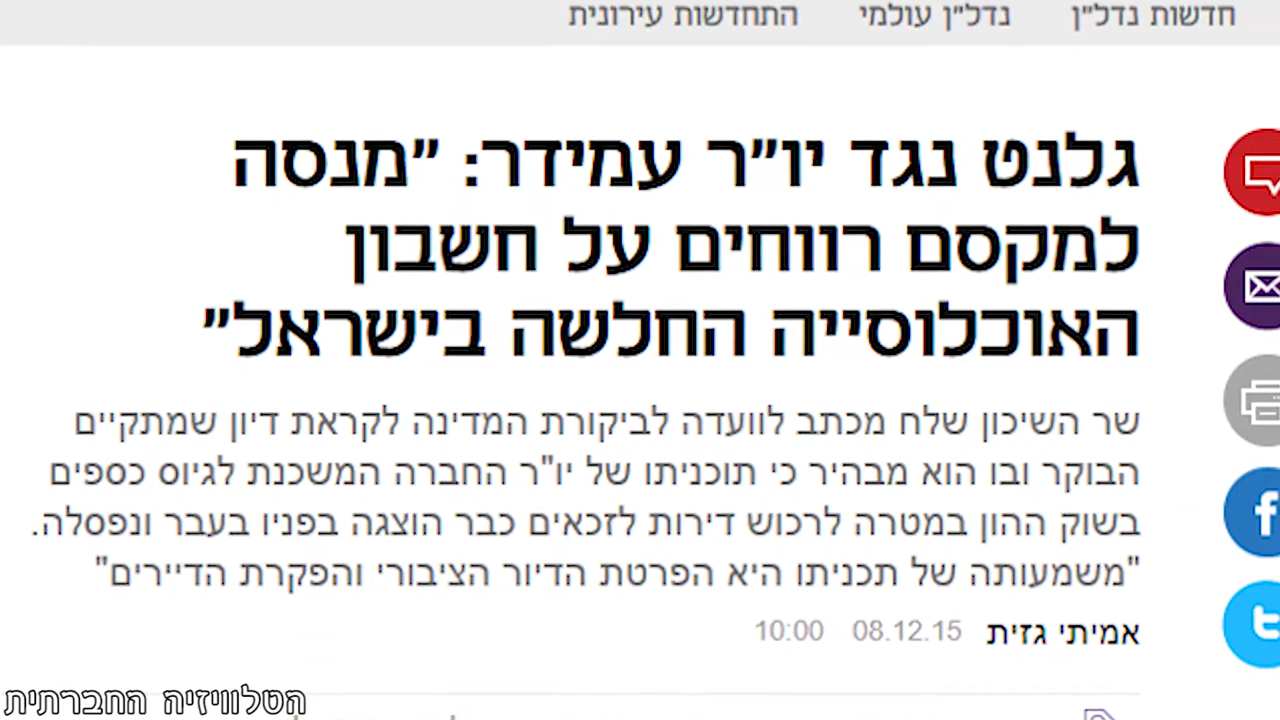 חדשות נדל"ן נדל"ן עולמי התחדשות עירונית
גלנט נגד יו"ר עמידר: "מנסה
למקסם רווחים על חשבון
האוכלוסייה החלשה בישראל"
שר השיכון שלח מכתב לוועדה לביקורת המדינה לקראת דיון שמתקיים
הבוקר ובו הוא מבהיר כי תוכניתו של יו"ר החברה המשכנת לגיוס כספים
בשוק ההון במטרה לרכוש דירות לזכאים כבר הוצגה בפניו בעבר ונפסלה.
"משמעותה של תכניתו היא הפרטת הדיור הציבורי והפקרת הדיירים"
אמיתי גזית 08.12.15 10:00
הטלוויזיה החברתית